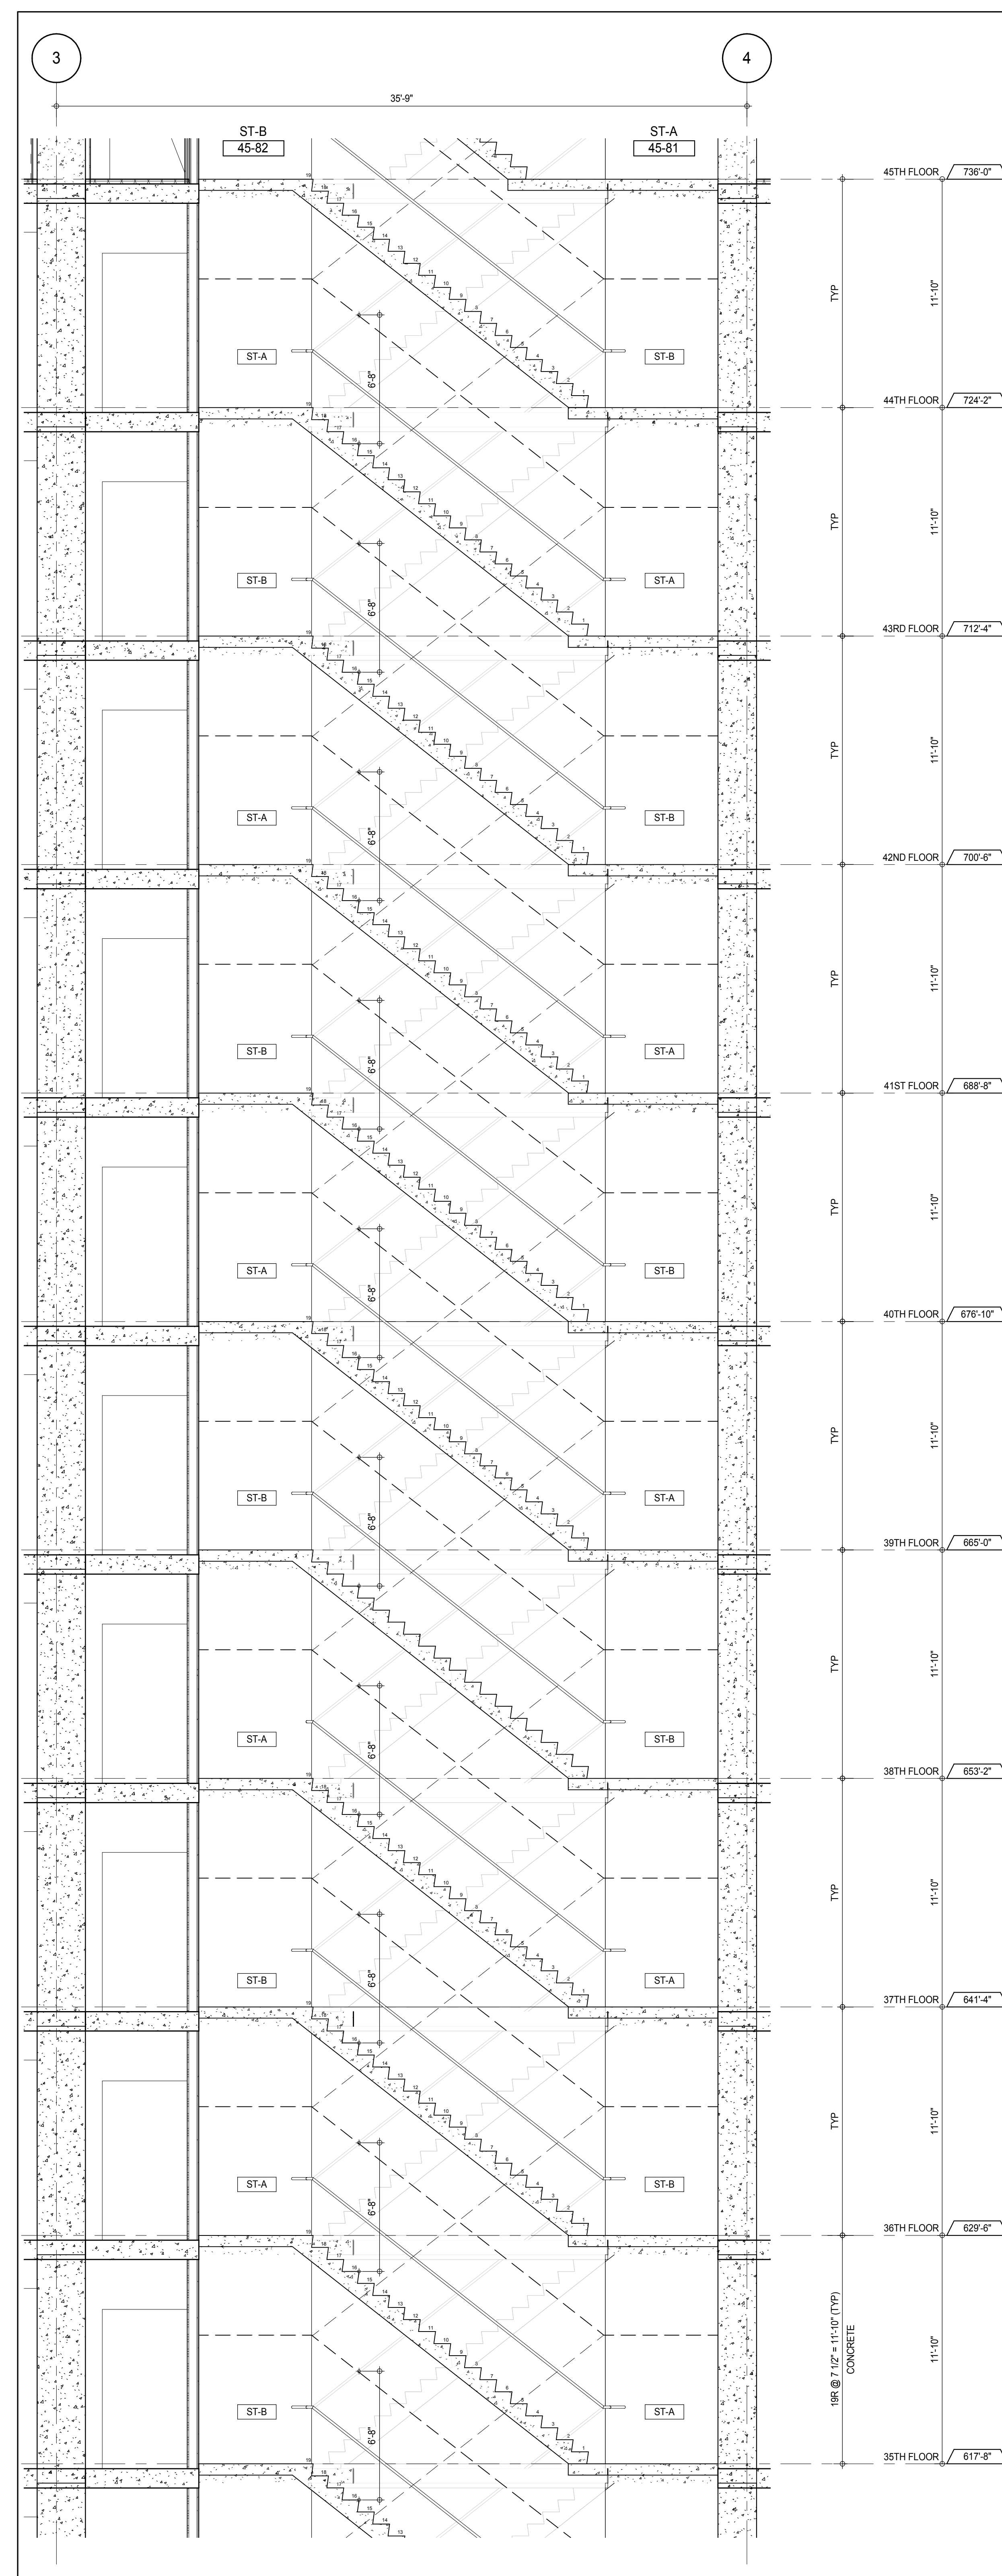 3
4
35'-9"
ST-B
45-82
ST-A
45-81
45TH FLOOR 736'-0"
TYP 11'-10"
ST-A ST-B
6'-8"
44TH FLOOR 724'-2"
TYP 11'-10"
ST-B ST-A
6'-8"
43RD FLOOR 712'-4"
TYP 11'-10"
ST-A ST-B
6'-8"
42ND FLOOR 700'-6"
TYP 11'-10"
ST-B ST-A
6'-8"
41ST FLOOR 688'-8"
TYP 11'-10"
ST-A ST-B
6'-8"
40TH FLOOR 676'-10"
TYP 11'-10"
ST-B ST-A
6'-8"
39TH FLOOR 665'-0"
TYP 11'-10"
ST-A ST-B
6'-8"
38TH FLOOR 653'-2"
TYP 11'-10"
ST-B ST-A
6'-8"
37TH FLOOR 641'-4"
TYP 11'-10"
ST-A ST-B
6'-8"
36TH FLOOR 629'-6"
19R @ 7 1/2" = 11'-10" (TYP)
CONCRETE
11'-10"
ST-B ST-A
6'-8"
35TH FLOOR 617'-8"